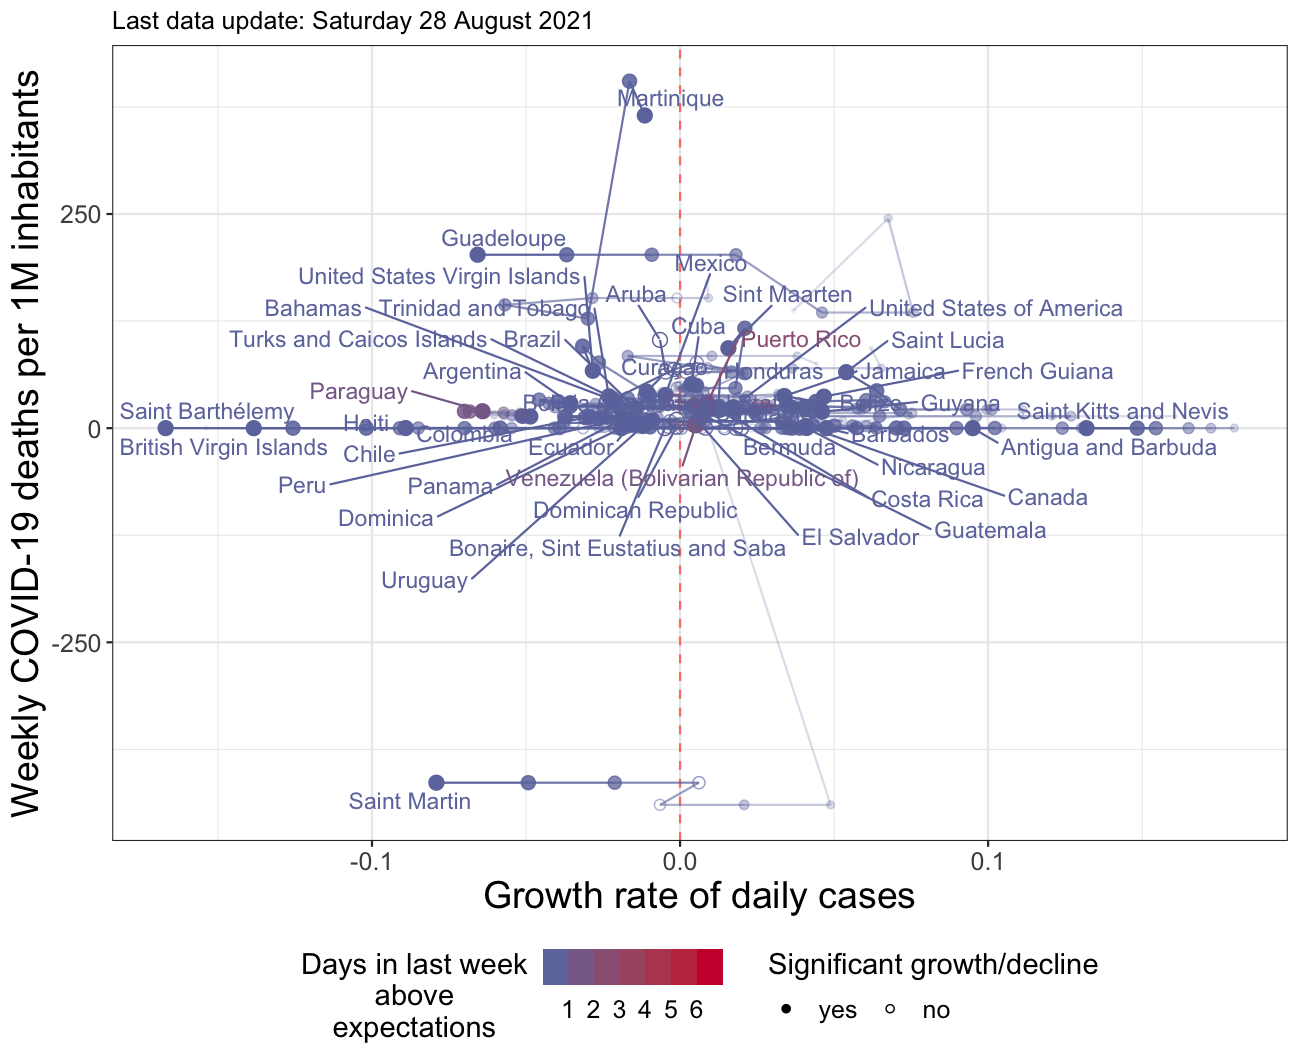 Last data update: Saturday 28 August 2021
Weekly COVID-19 deaths per 1M inhabitants
250
0
-250
Martinique
Guadeloupe
Mexico
United States Virgin Islands
Aruba
Sint Maarten
Bahamas
Trinidad and Tobago
United States of America
Cuba
Turks and Caicos Islands
Brazil
Puerto Rico
Saint Lucia
Argentina
Curaçao
Honduras
Jamaica
French Guiana
Paraguay
Belize
Guyana
Saint Barthélemy
Haiti
Saint Kitts and Nevis
Colombia
Barbados
British Virgin Islands
Chile
Ecuador
Bermuda
Antigua and Barbuda
Nicaragua
Peru
Panama
Venezuela (Bolivarian Republic of)
Costa Rica
Canada
Dominica
Dominican Republic
El Salvador
Guatemala
Bonaire, Sint Eustatius and Saba
Uruguay
Saint Martin
-0.1
0.0
0.1
Growth rate of daily cases
Days in last week
above
expectations
1 2 3 4 5 6
Significant growth/decline
yes
no